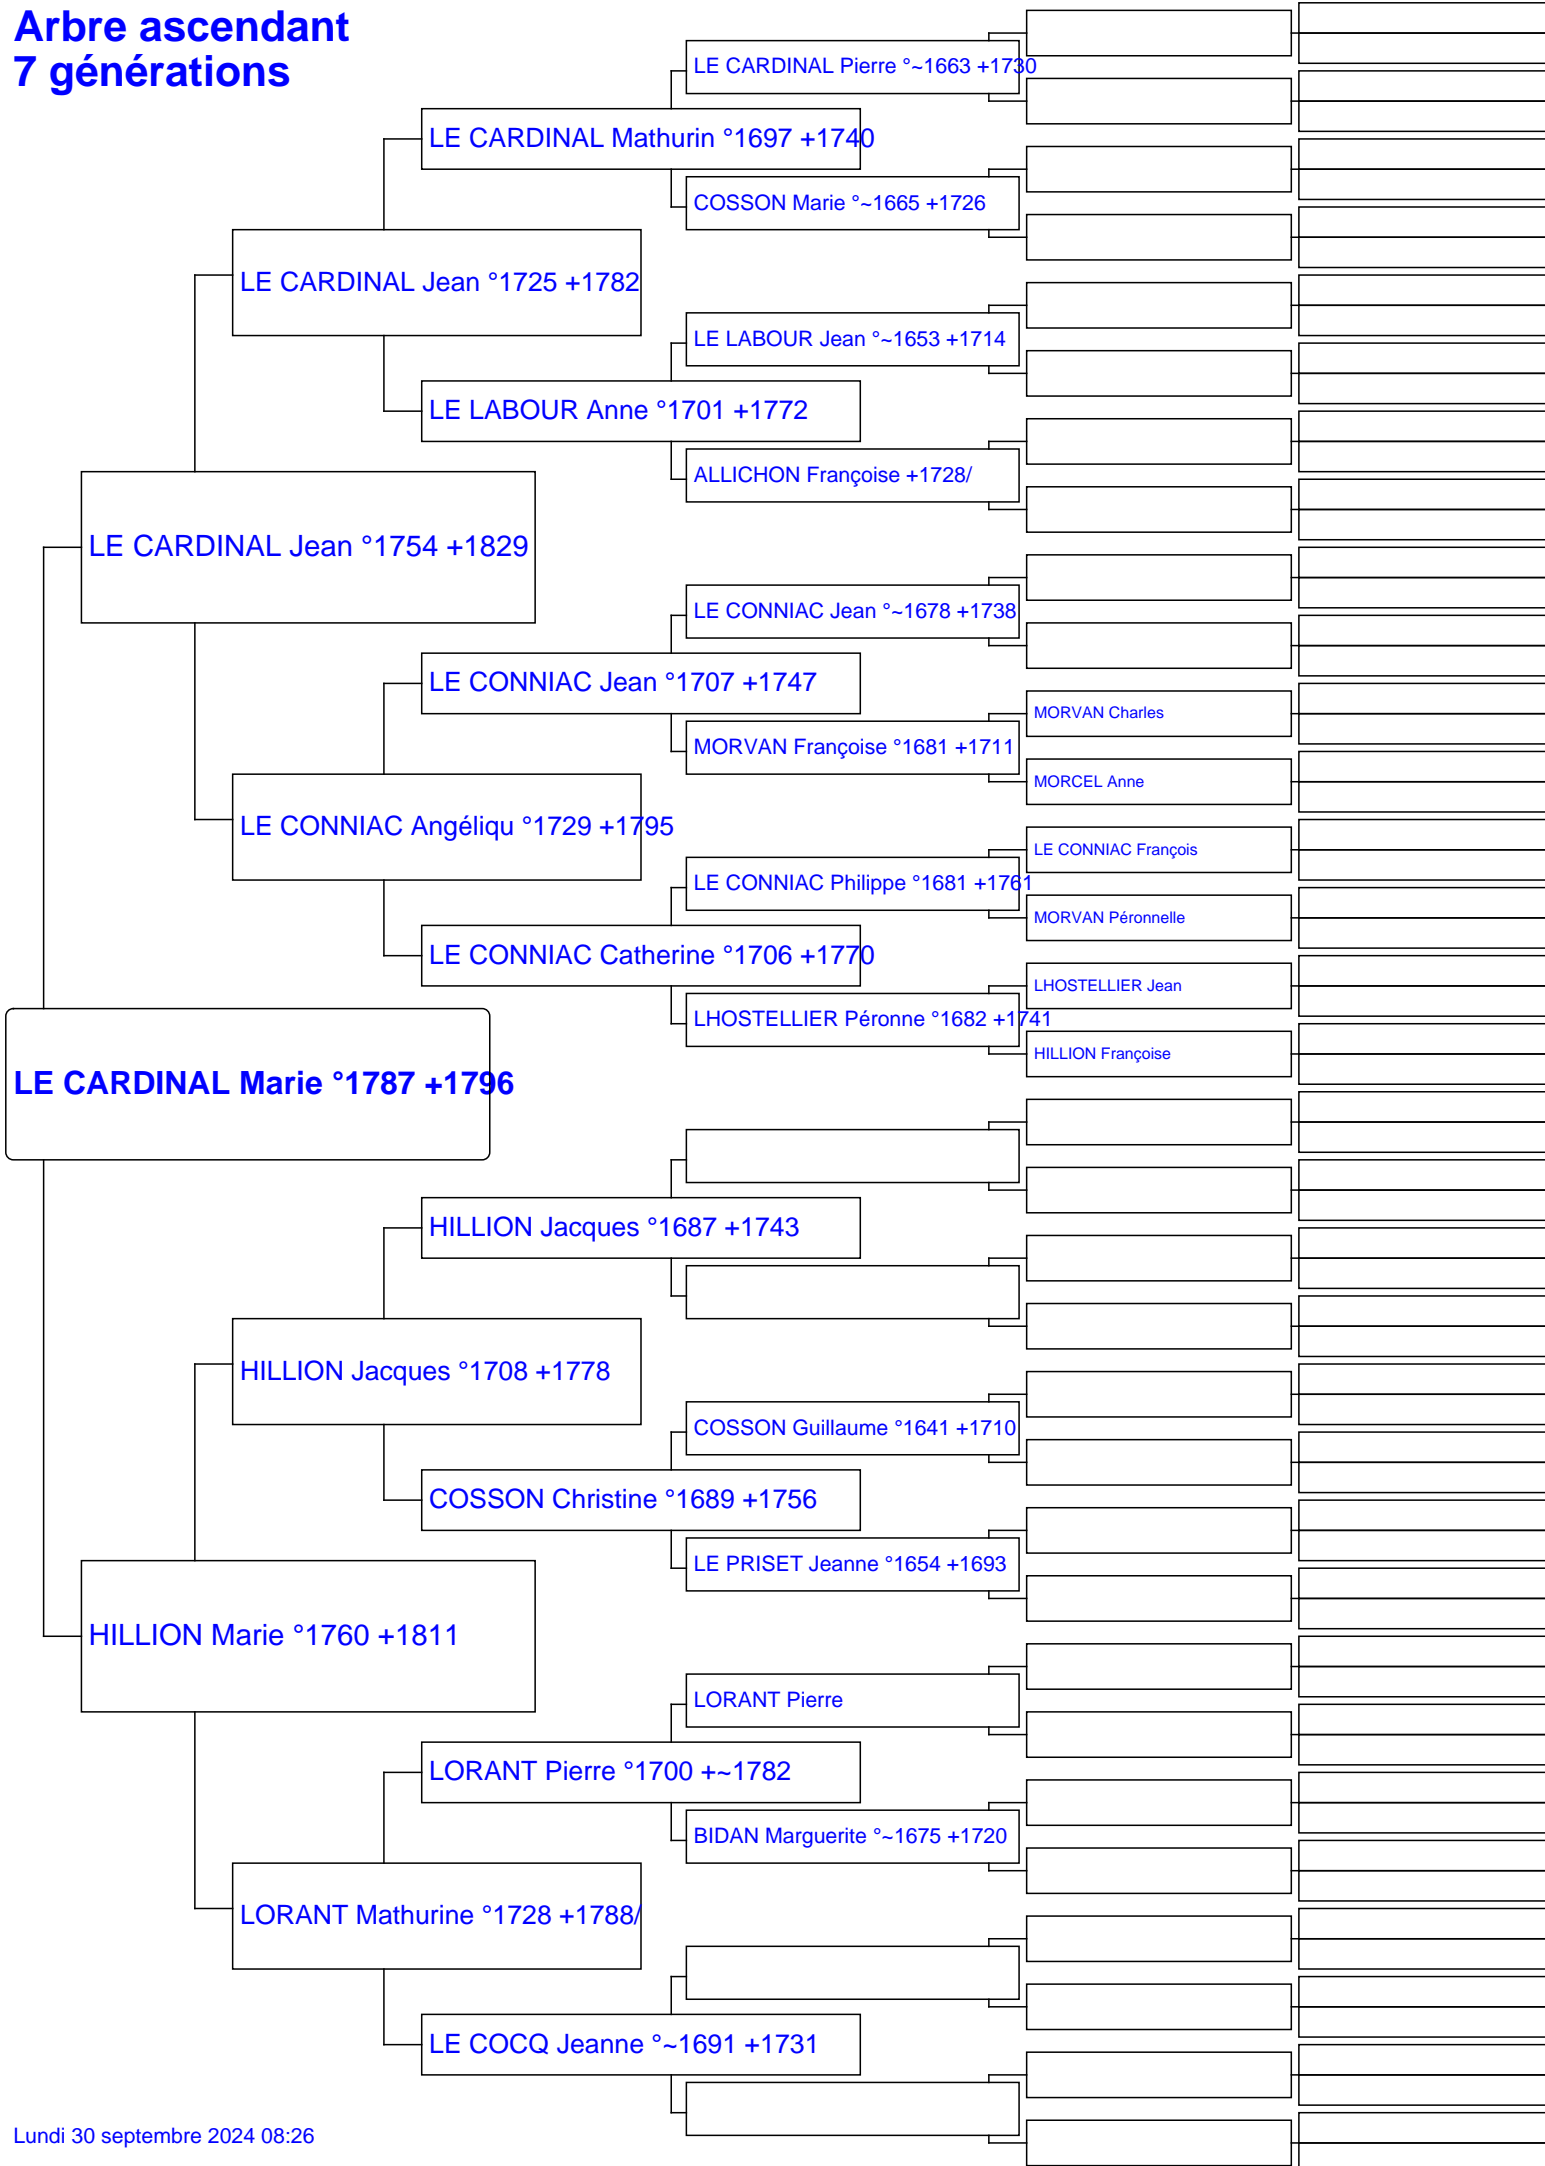 Arbre ascendant
7 générations
LE CARDINAL Pierre °~1663 +1730
LE CARDINAL Mathurin °1697 +1740
COSSON Marie °~1665 +1726
LE CARDINAL Jean °1725 +1782
LE LABOUR Jean °~1653 +1714
LE LABOUR Anne °1701 +1772
ALLICHON Françoise +1728/
LE CARDINAL Jean °1754 +1829
LE CONNIAC Jean °~1678 +1738
LE CONNIAC Jean °1707 +1747
MORVAN Charles
MORVAN Françoise °1681 +1711
MORCEL Anne
LE CONNIAC Angéliqu °1729 +1795
LE CONNIAC François
LE CONNIAC Philippe °1681 +1761
MORVAN Péronnelle
LE CONNIAC Catherine °1706 +1770
LHOSTELLIER Jean
LHOSTELLIER Péronne °1682 +1741
HILLION Françoise
LE CARDINAL Marie °1787 +1796
HILLION Jacques °1687 +1743
HILLION Jacques °1708 +1778
COSSON Guillaume °1641 +1710
COSSON Christine °1689 +1756
LE PRISET Jeanne °1654 +1693
HILLION Marie °1760 +1811
LORANT Pierre
LORANT Pierre °1700 +~1782
BIDAN Marguerite °~1675 +1720
LORANT Mathurine °1728 +1788/
LE COCQ Jeanne °~1691 +1731
Lundi 30 septembre 2024 08:26